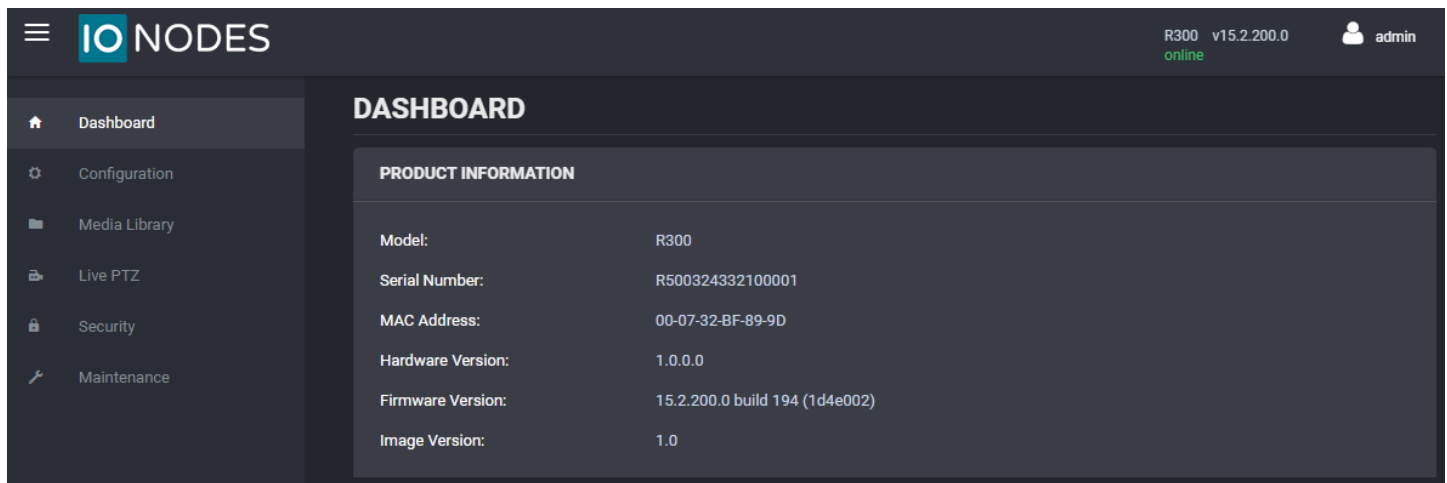 IONODES
R300 v15.2.200.0
online
admin
Dashboard
Configuration
Media Library
Live PTZ
Security
Maintenance
DASHBOARD
PRODUCT INFORMATION
Model: R300
Serial Number: R500324332100001
MAC Address: 00-07-32-BF-89-9D
Hardware Version: 1.0.0.0
Firmware Version: 15.2.200.0 build 194 (1d4e002)
Image Version: 1.0